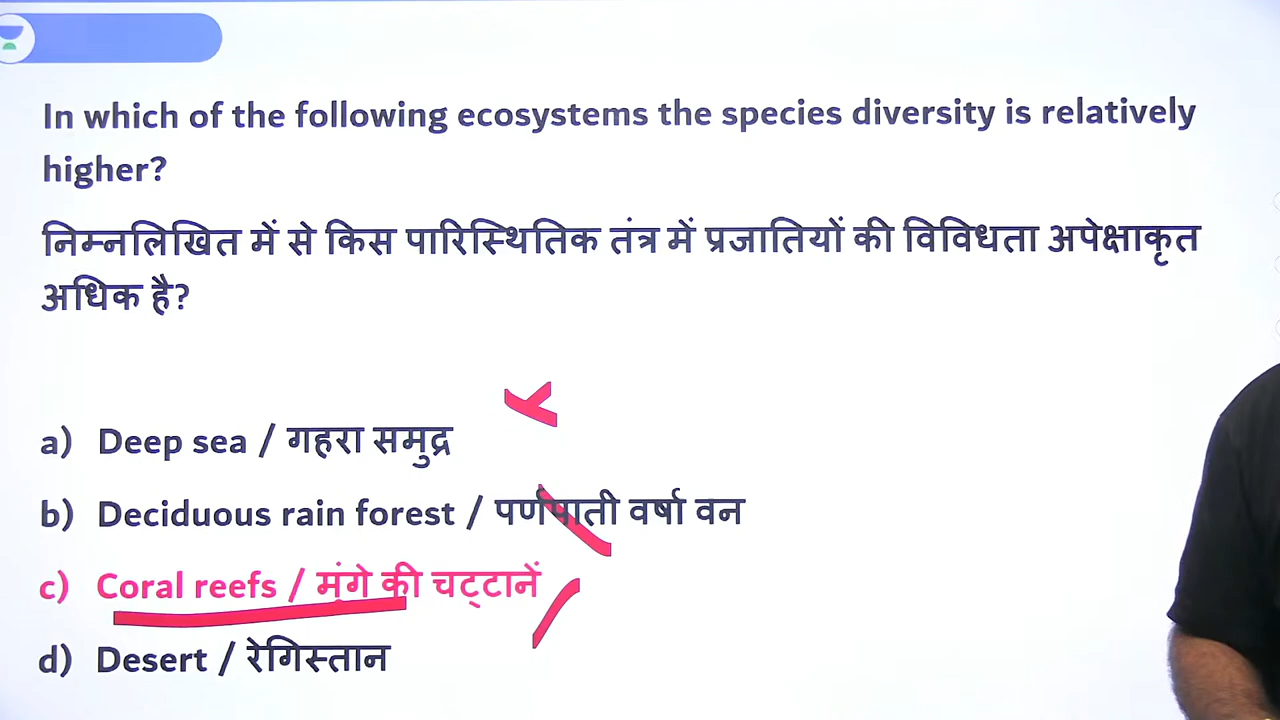 In which of the following ecosystems the species diversity is relatively
higher?
निम्नलिखित में से किस पारिस्थितिक तंत्र में प्रजातियों की विविधता अपेक्षाकृत
अधिक है?
a) Deep sea / गहरा समुद्र
b) Deciduous rain forest / पर्णपाती वर्षा वन
c) Coral reefs / मूंगे की चट्टानें
d) Desert / रेगिस्तान